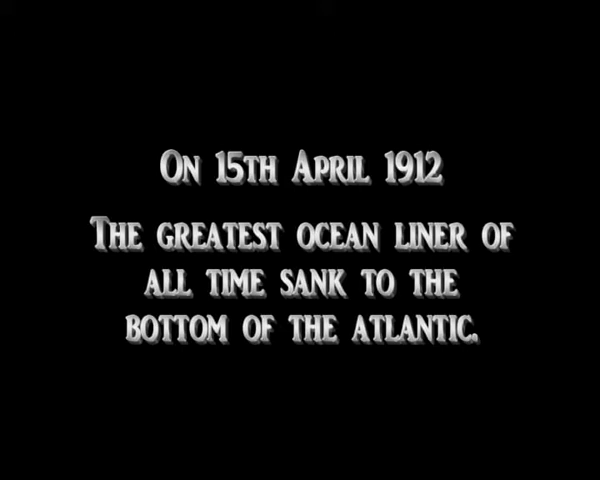 On 15th April 1912
The greatest ocean liner of
all time sank to the
bottom of the Atlantic.